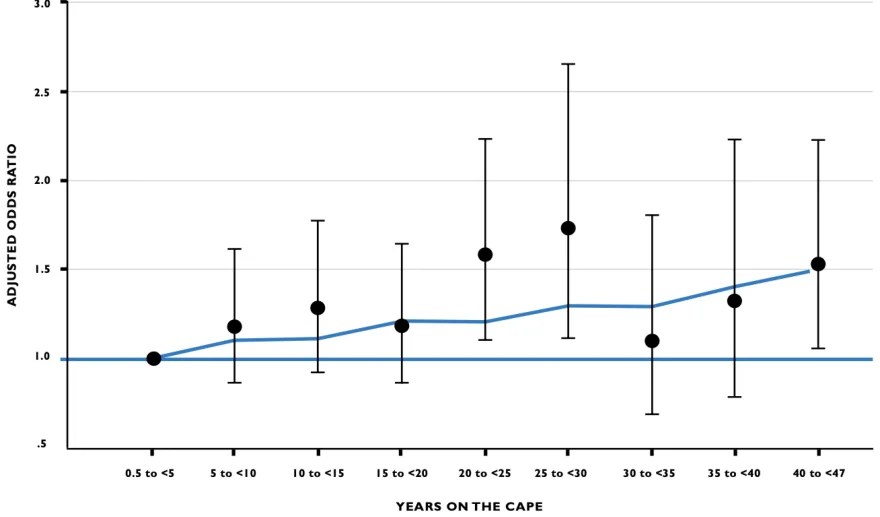 3.0
2.5
2.0
1.5
1.0
.5
ADJUSTED ODDS RATIO
0.5 to <5 5 to <10 10 to <15 15 to <20 20 to <25 25 to <30 30 to <35 35 to <40 40 to <47
YEARS ON THE CAPE